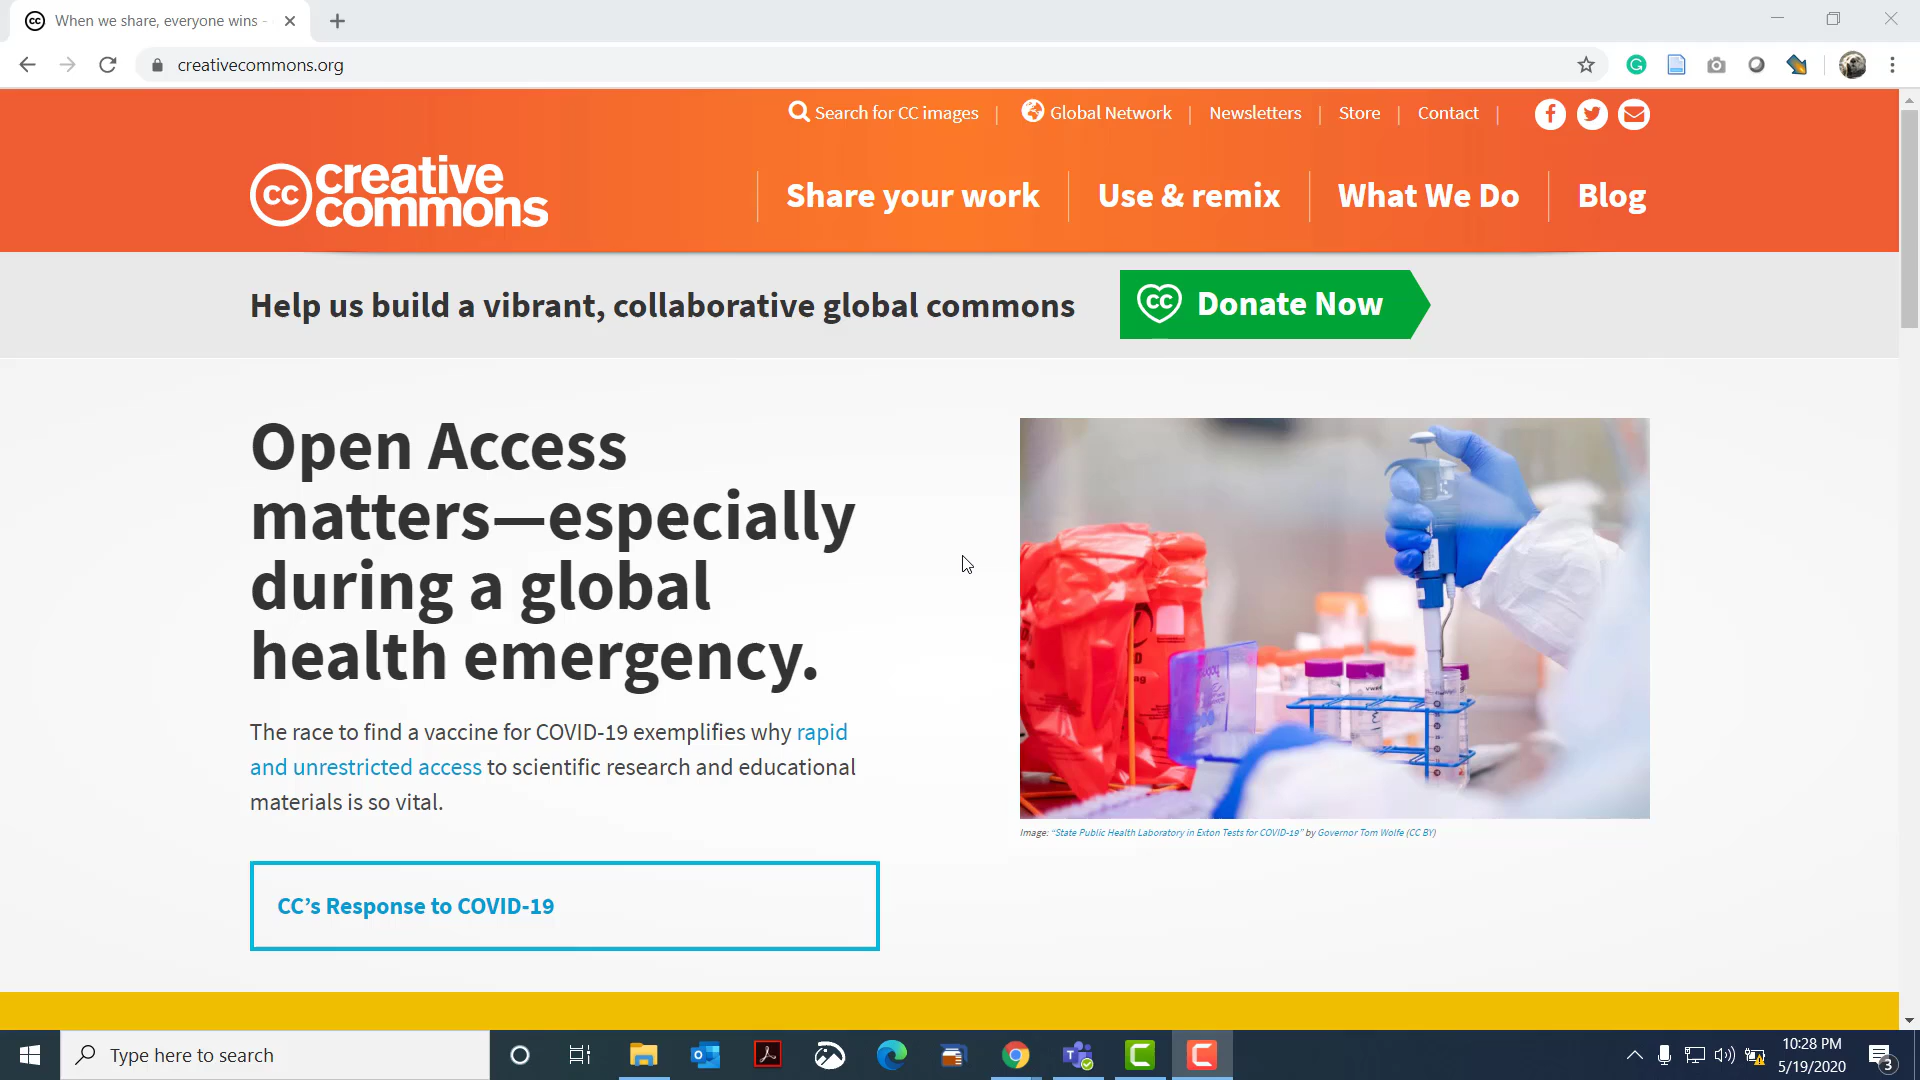 When we share, everyone wins -
creativecommons.org
Search for CC images
Global Network
Newsletters
Store
Contact
cc creative
commons
Share your work
Use & remix
What We Do
Blog
Help us build a vibrant, collaborative global commons
cc Donate Now
Open Access
matters—especially
during a global
health emergency.
The race to find a vaccine for COVID-19 exemplifies why rapid
and unrestricted access to scientific research and educational
materials is so vital.
Image: “State Public Health Laboratory in Exton Tests for COVID-19” by Governor Tom Wolfe (CC BY)
CC’s Response to COVID-19
Type here to search
10:28 PM
5/19/2020
3